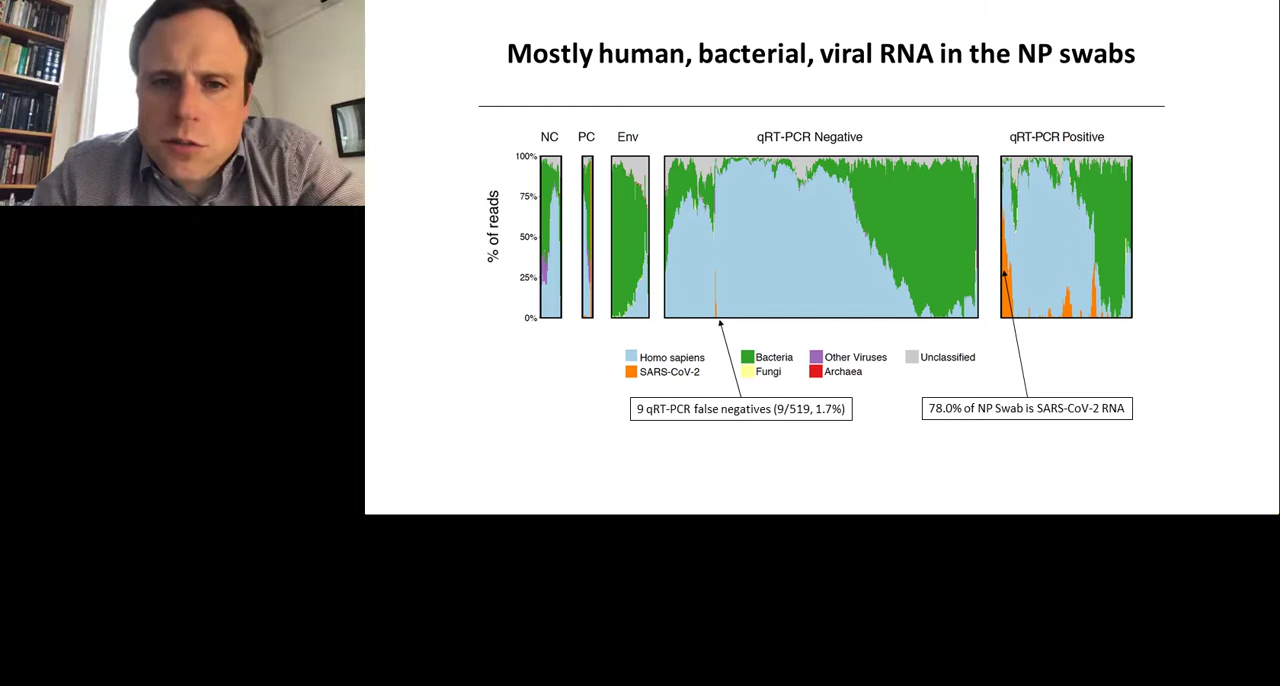 Mostly human, bacterial, viral RNA in the NP swabs
NC PC Env qRT-PCR Negative qRT-PCR Positive
100%
75%
50%
25%
0%
% of reads
Homo sapiens Bacteria Other Viruses Unclassified
SARS-CoV-2 Fungi Archaea
9 qRT-PCR false negatives (9/519, 1.7%)
78.0% of NP Swab is SARS-CoV-2 RNA